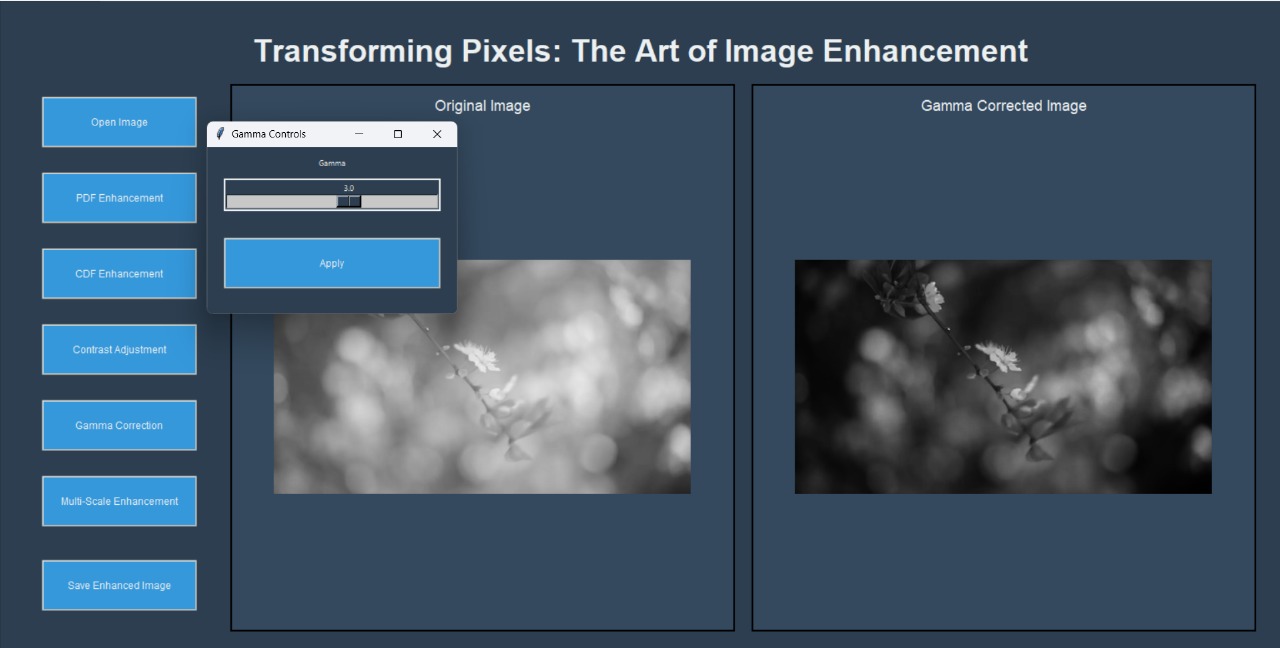 Transforming Pixels: The Art of Image Enhancement
Open Image
PDF Enhancement
CDF Enhancement
Contrast Adjustment
Gamma Correction
Multi-Scale Enhancement
Save Enhanced Image
Original Image
Gamma Controls
Gamma
3.0
Apply
Gamma Corrected Image